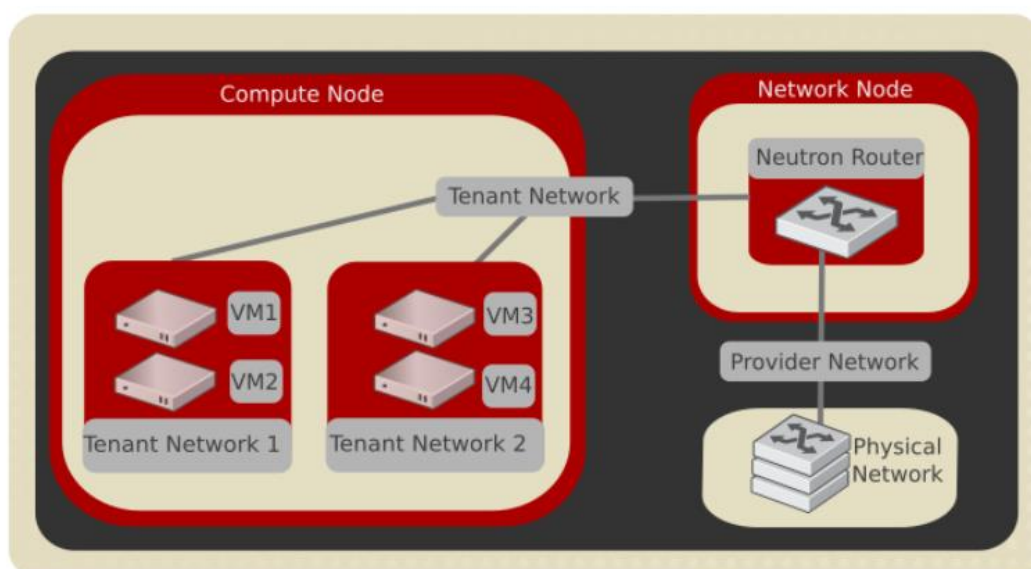 Compute Node
Network Node
Neutron Router
Tenant Network
VM1
VM3
VM2
VM4
Provider Network
Tenant Network 1
Tenant Network 2
Physical
Network